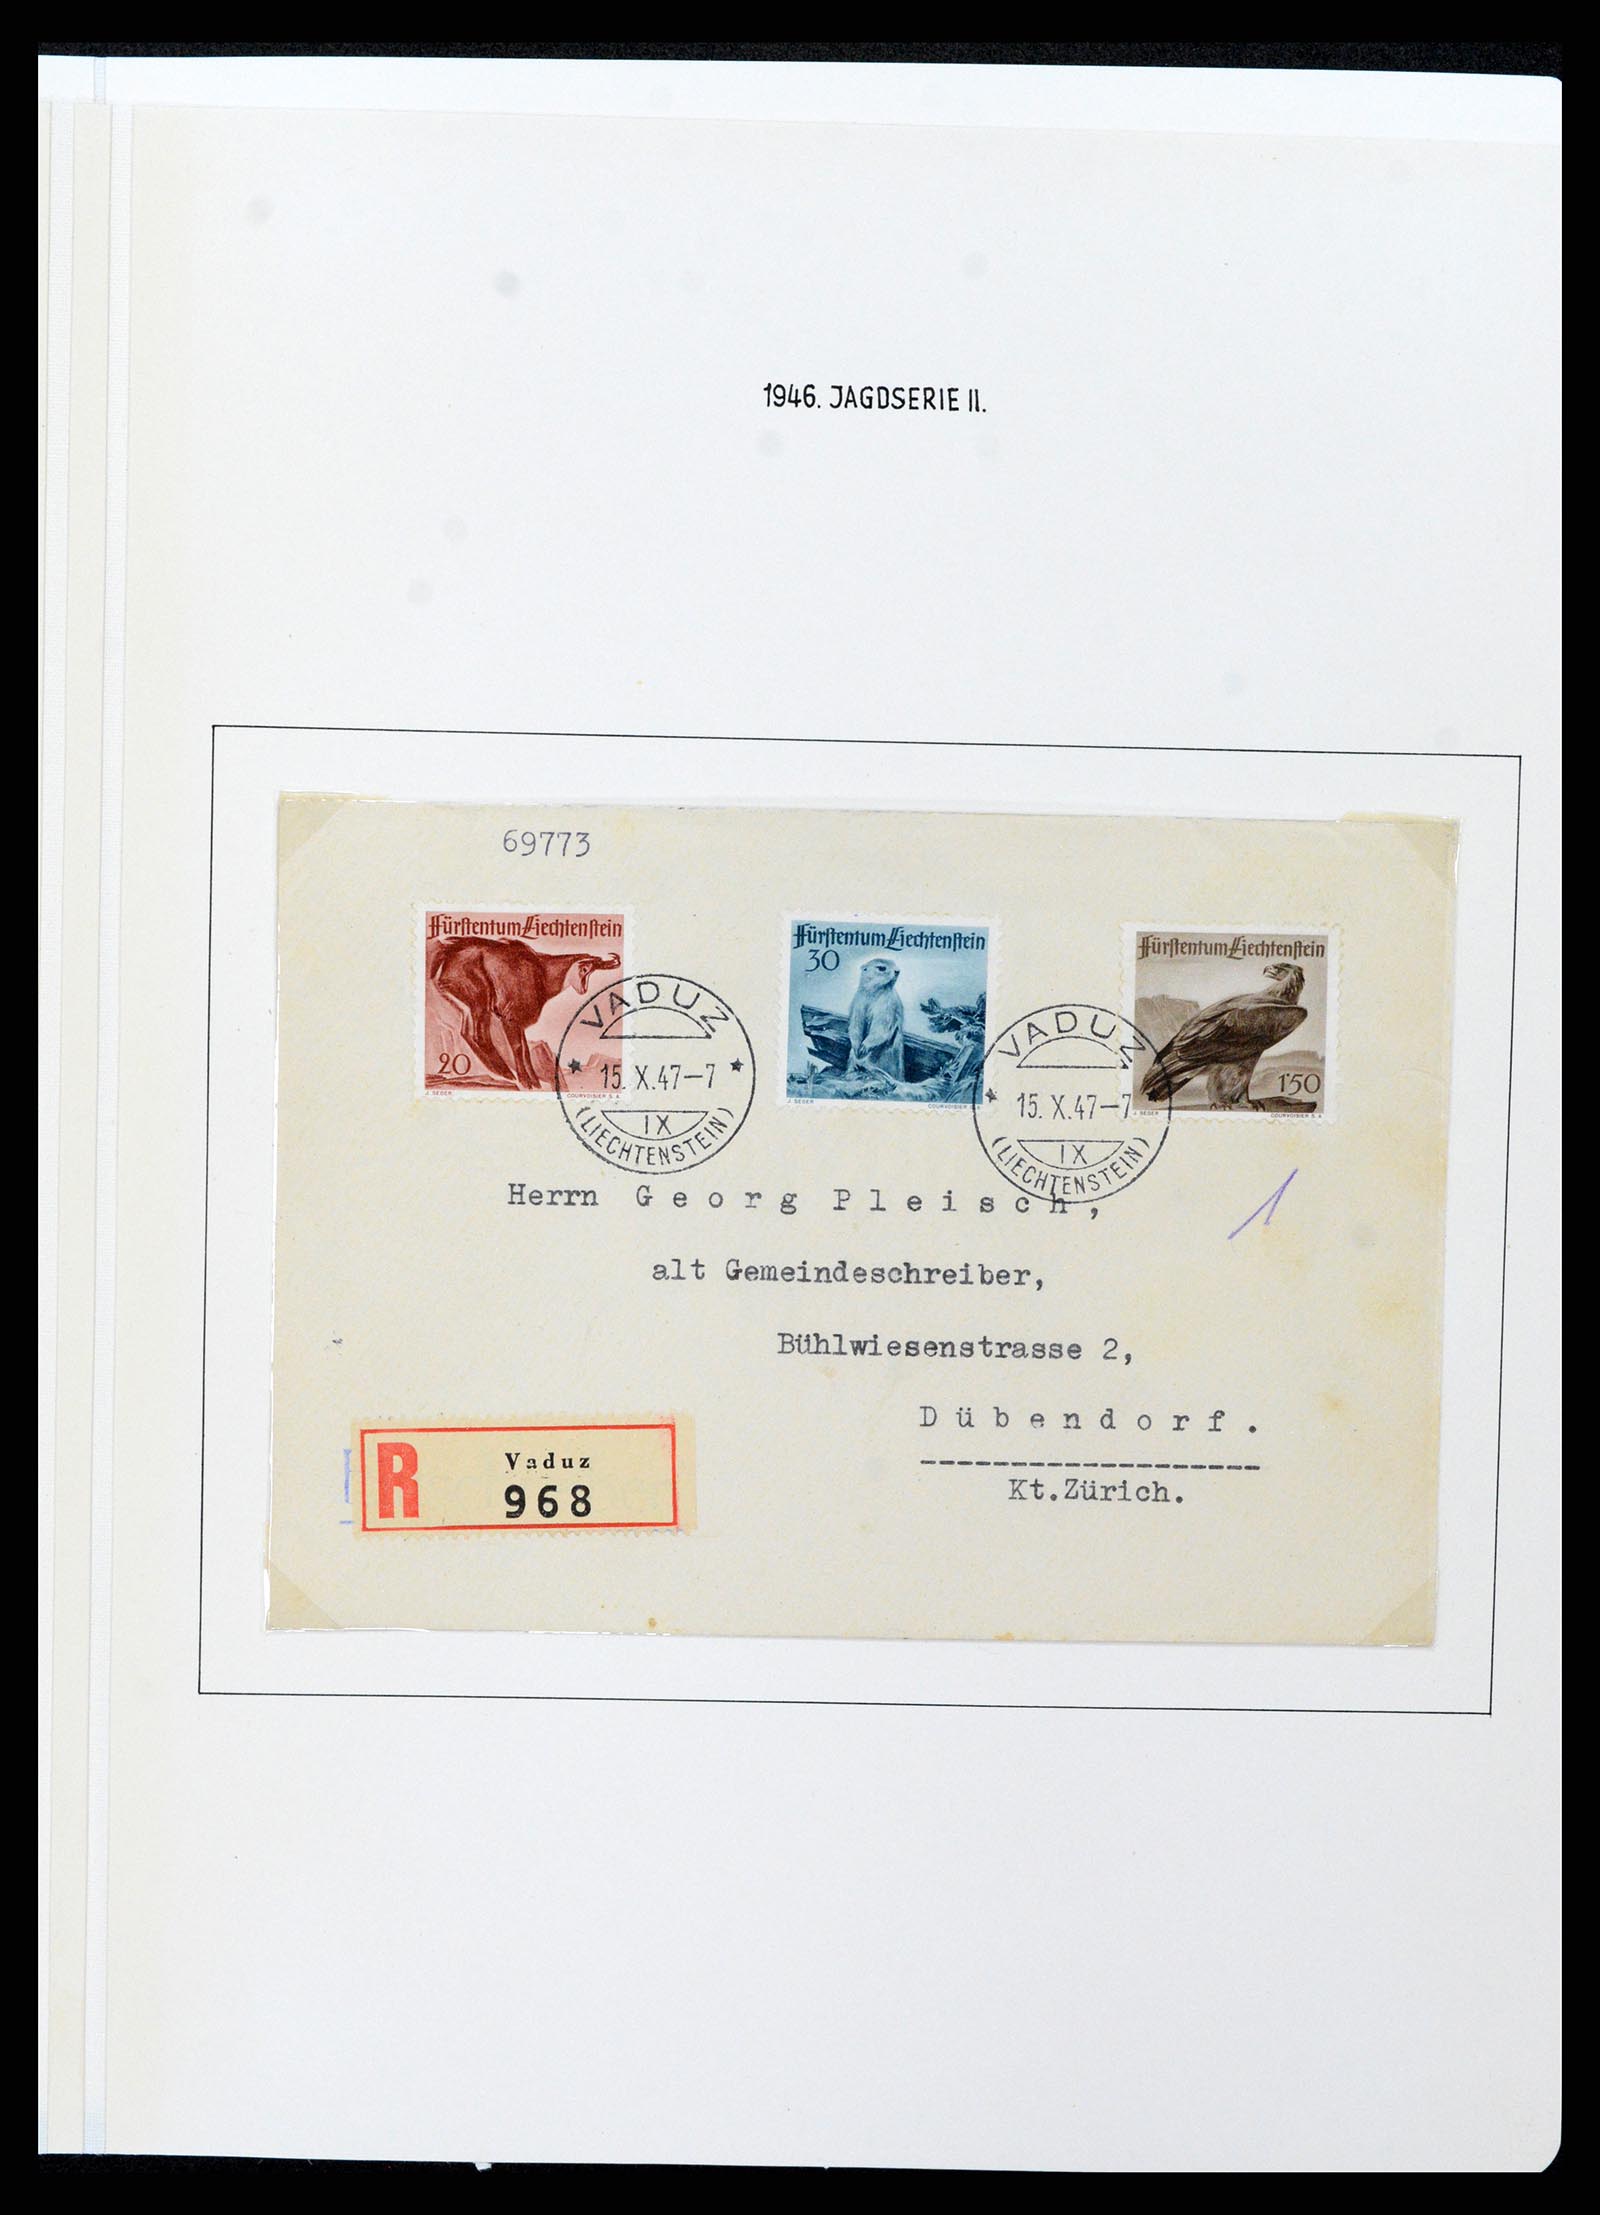 1946. JAGDSERIE II.
69773
Fürstentum Liechtenstein
20
J. SEGER COURVOISIER S.A.
Fürstentum Liechtenstein
30
J. SEGER COURVOISIER S.A.
Fürstentum Liechtenstein
1'50
J. SEGER COURVOISIER S.A.
VADUZ
15. X.47-7
IX
(LIECHTENSTEIN)
VADUZ
15. X.47-7
IX
(LIECHTENSTEIN)
Herrn Georg Pleisch,
1
alt Gemeindeschreiber,
Bühlwiesenstrasse 2,
Dübendorf.
Kt.Zürich.
R Vaduz
968